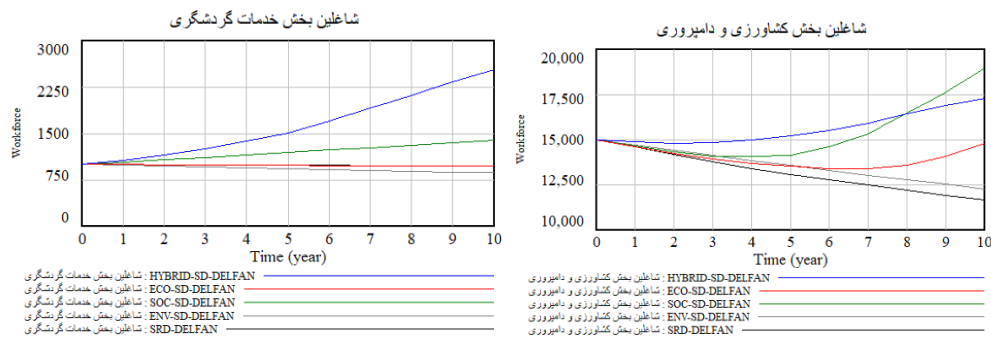 شاغلین بخش خدمات گردشگری
3000
2250
1500
750
0
Workforce
0 1 2 3 4 5 6 7 8 9 10
Time (year)
شاغلین بخش خدمات گردشگری : HYBRID-SD-DELFAN
شاغلین بخش خدمات گردشگری : ECO-SD-DELFAN
شاغلین بخش خدمات گردشگری : SOC-SD-DELFAN
شاغلین بخش خدمات گردشگری : ENV-SD-DELFAN
شاغلین بخش خدمات گردشگری : SRD-DELFAN
شاغلین بخش کشاورزی و دامپروری
20,000
17,500
15,000
12,500
10,000
Workforce
0 1 2 3 4 5 6 7 8 9 10
Time (year)
شاغلین بخش کشاورزی و دامپروری : HYBRID-SD-DELFAN
شاغلین بخش کشاورزی و دامپروری : ECO-SD-DELFAN
شاغلین بخش کشاورزی و دامپروری : SOC-SD-DELFAN
شاغلین بخش کشاورزی و دامپروری : ENV-SD-DELFAN
شاغلین بخش کشاورزی و دامپروری : SRD-DELFAN